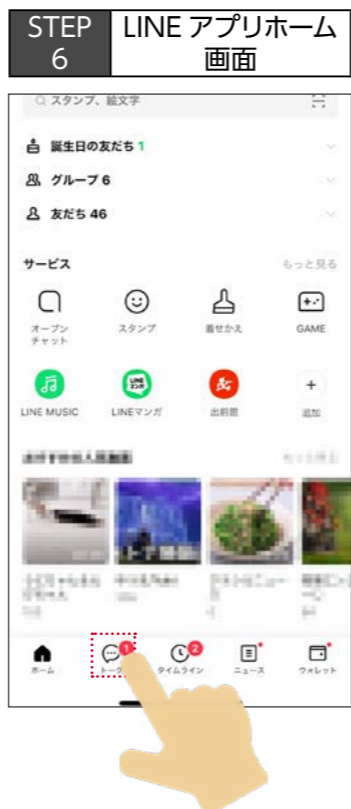 STEP
6
LINE アプリホーム
画面
スタンプ、絵文字
誕生日の友だち 1
グループ 6
友だち 46
サービス
もっと見る
オープン
チャット
スタンプ
着せかえ
GAME
LINE MUSIC
LINEマンガ
出前館
追加
1
2
ホーム
トーク
タイムライン
ニュース
ウォレット